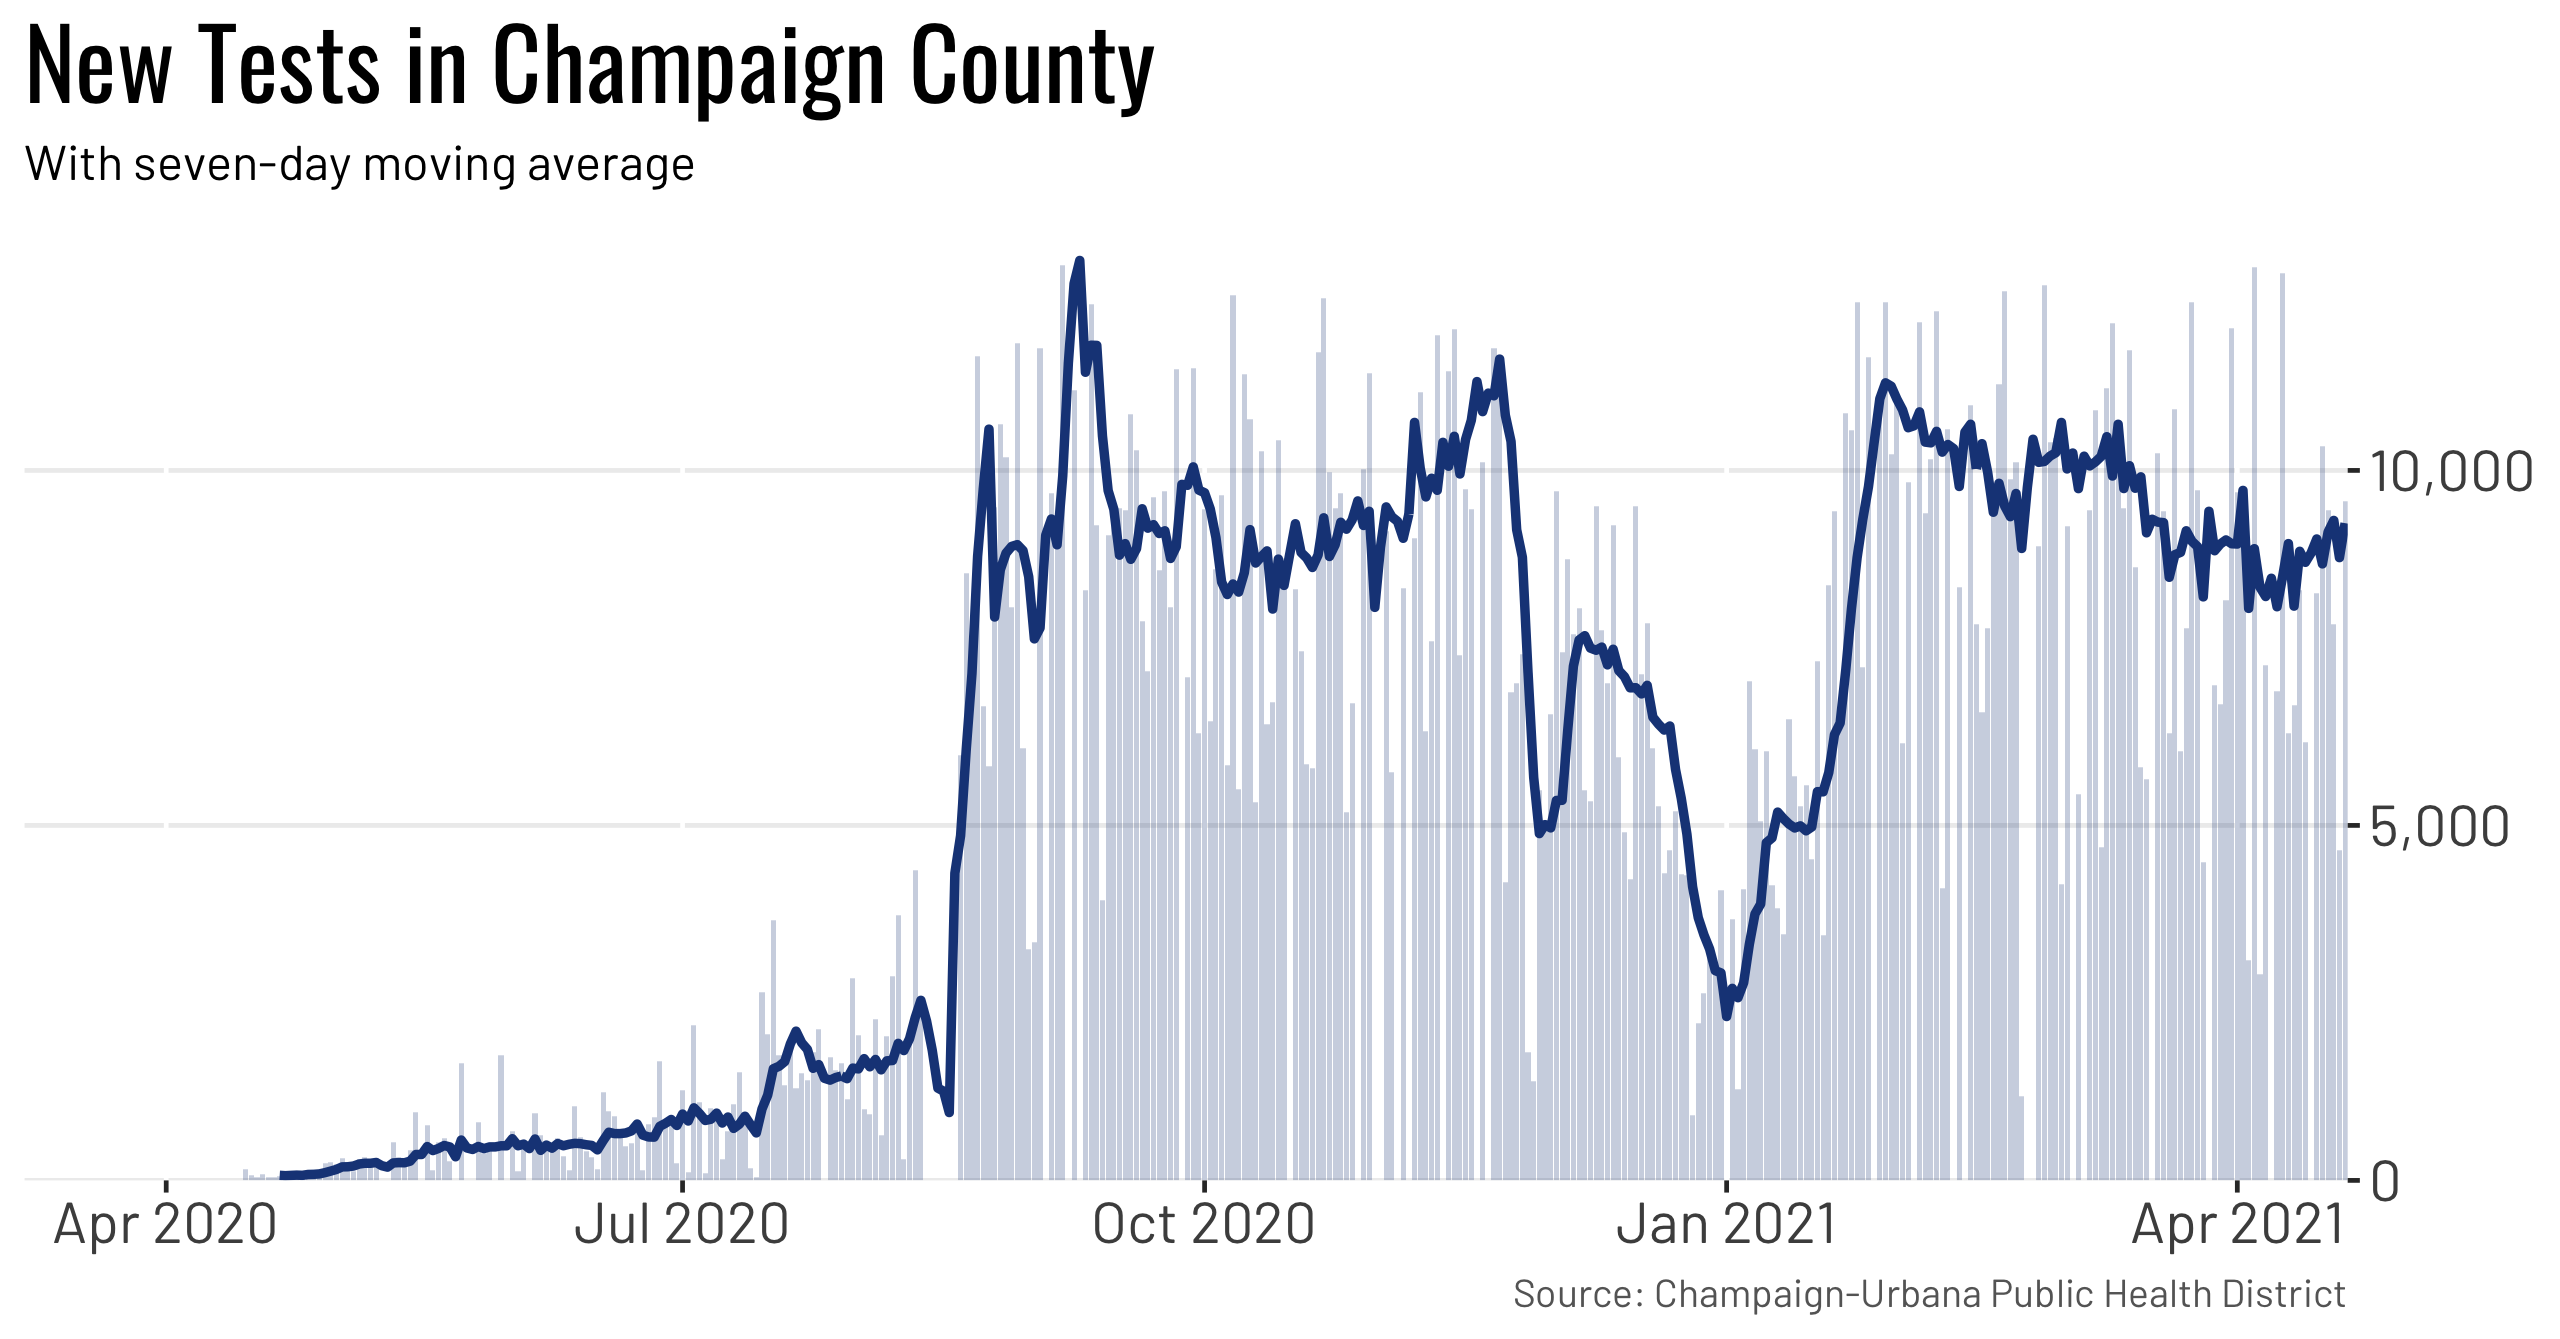 New Tests in Champaign County
With seven-day moving average
10,000
5,000
0
Apr 2020 Jul 2020 Oct 2020 Jan 2021 Apr 2021
Source: Champaign-Urbana Public Health District